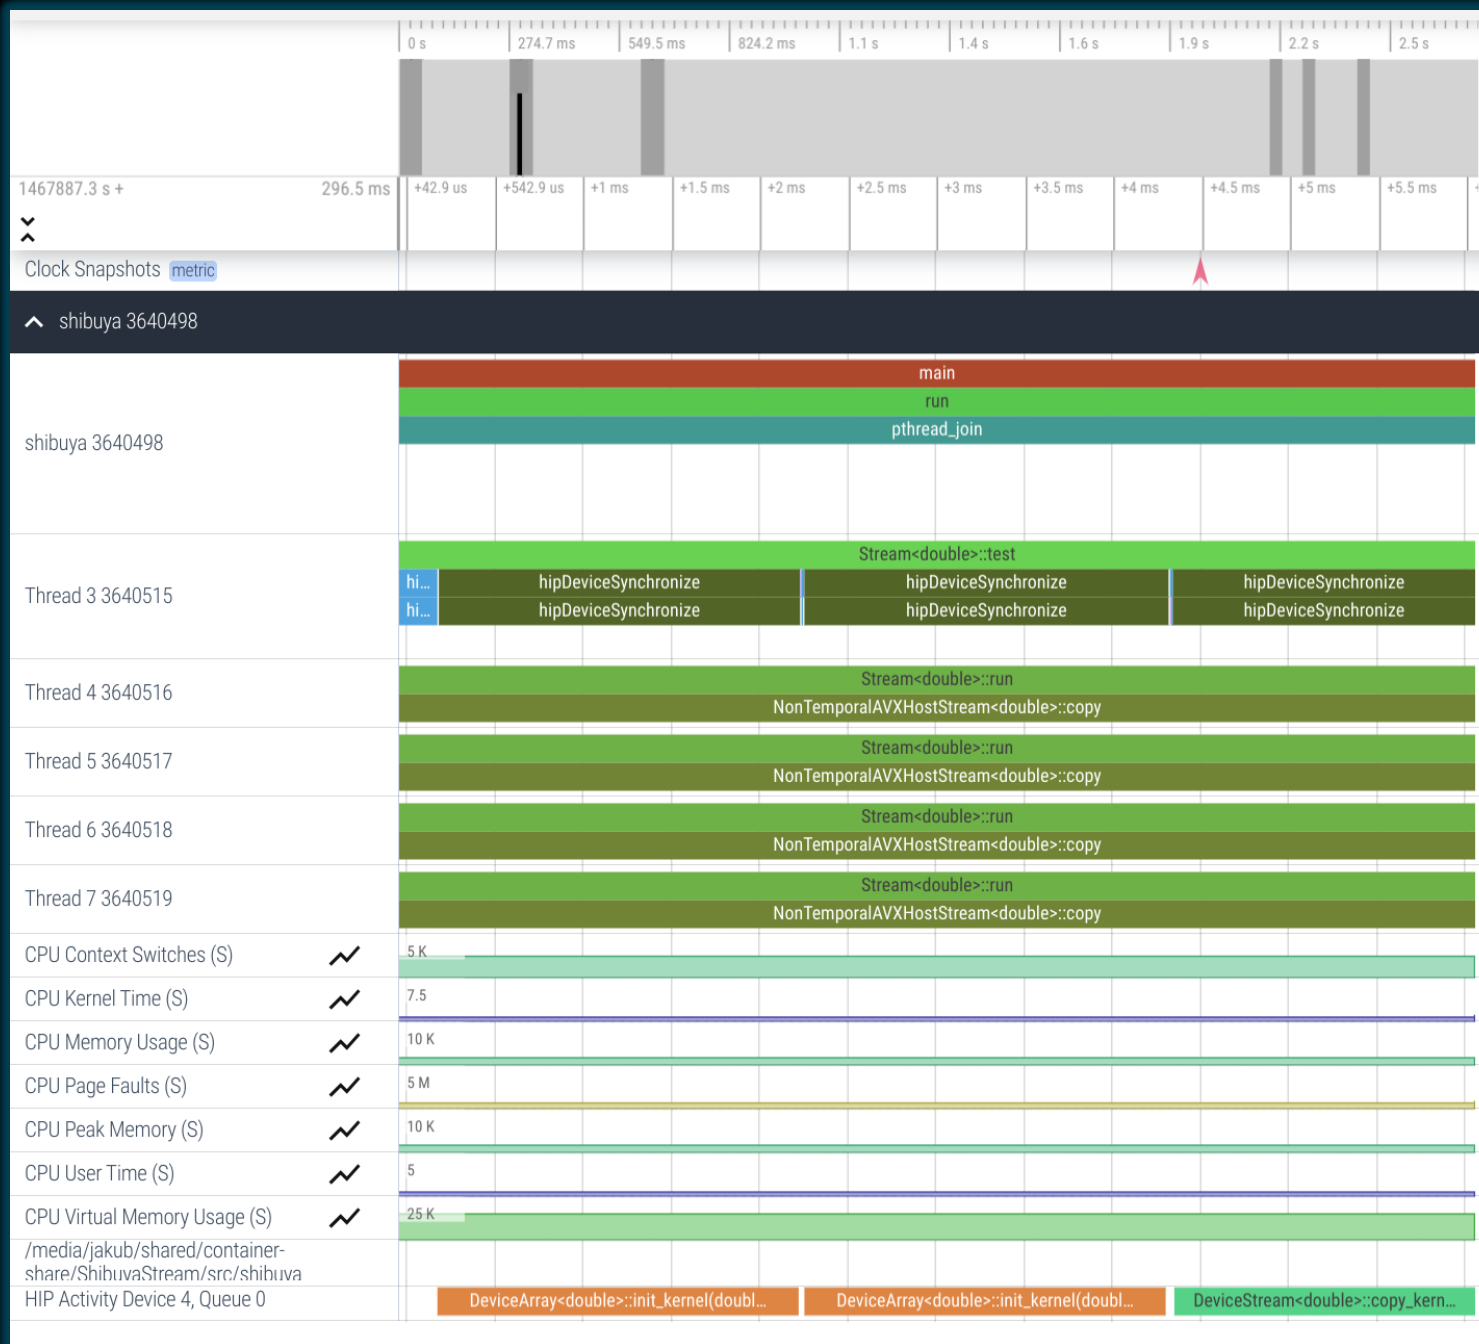 0 s 274.7 ms 549.5 ms 824.2 ms 1.1 s 1.4 s 1.6 s 1.9 s 2.2 s 2.5 s
1467887.3 s + 296.5 ms +42.9 us +542.9 us +1 ms +1.5 ms +2 ms +2.5 ms +3 ms +3.5 ms +4 ms +4.5 ms +5 ms +5.5 ms +
Clock Snapshots metric
shibuya 3640498
main
run
pthread_join
shibuya 3640498
Stream<double>::test
hi... hipDeviceSynchronize hipDeviceSynchronize hipDeviceSynchronize
Thread 3 3640515
hi... hipDeviceSynchronize hipDeviceSynchronize hipDeviceSynchronize
Stream<double>::run
Thread 4 3640516
NonTemporalAVXHostStream<double>::copy
Stream<double>::run
Thread 5 3640517
NonTemporalAVXHostStream<double>::copy
Stream<double>::run
Thread 6 3640518
NonTemporalAVXHostStream<double>::copy
Stream<double>::run
Thread 7 3640519
NonTemporalAVXHostStream<double>::copy
CPU Context Switches (S) 5 K
CPU Kernel Time (S) 7.5
CPU Memory Usage (S) 10 K
CPU Page Faults (S) 5 M
CPU Peak Memory (S) 10 K
CPU User Time (S) 5
CPU Virtual Memory Usage (S) 25 K
/media/jakub/shared/container-
share/ShibuyaStream/src/shibuya
HIP Activity Device 4, Queue 0 DeviceArray<double>::init_kernel(doubl... DeviceArray<double>::init_kernel(doubl... DeviceStream<double>::copy_kern...